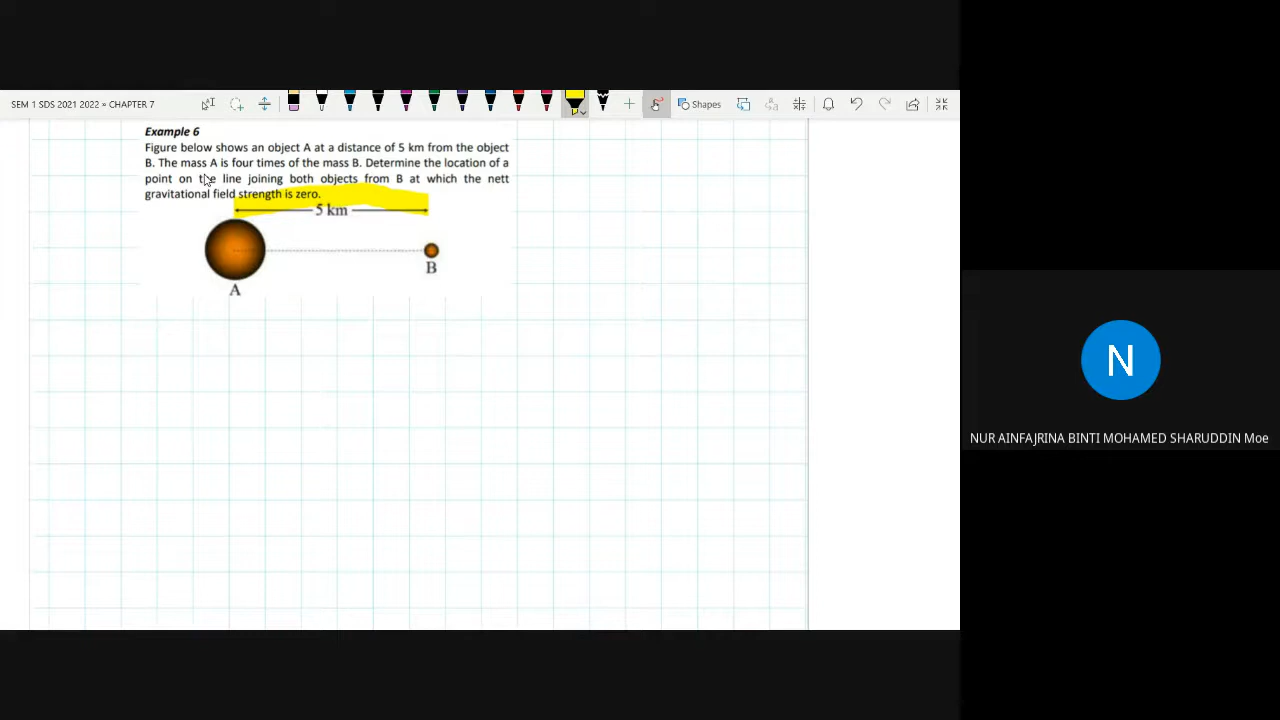 SEM 1 SDS 2021 2022 » CHAPTER 7
Shapes
Example 6
Figure below shows an object A at a distance of 5 km from the object
B. The mass A is four times of the mass B. Determine the location of a
point on the line joining both objects from B at which the nett
gravitational field strength is zero.
5 km
B
A
N
NUR AINFAJRINA BINTI MOHAMED SHARUDDIN Moe